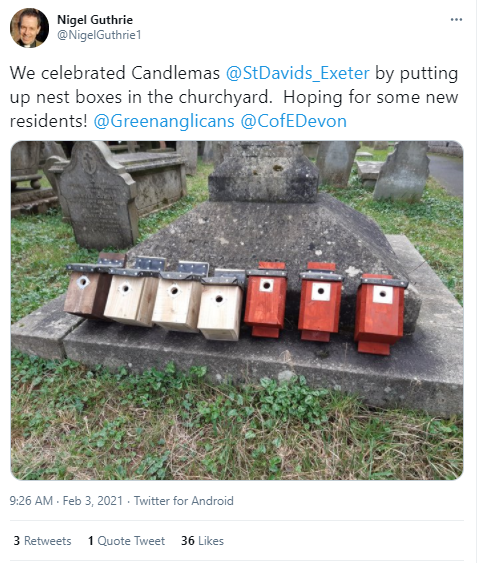 Nigel Guthrie
@NigelGuthrie1
We celebrated Candlemas @StDavids_Exeter by putting
up nest boxes in the churchyard.  Hoping for some new
residents! @Greenanglicans @CofEDevon
9:26 AM · Feb 3, 2021 · Twitter for Android
3 Retweets 1 Quote Tweet 36 Likes